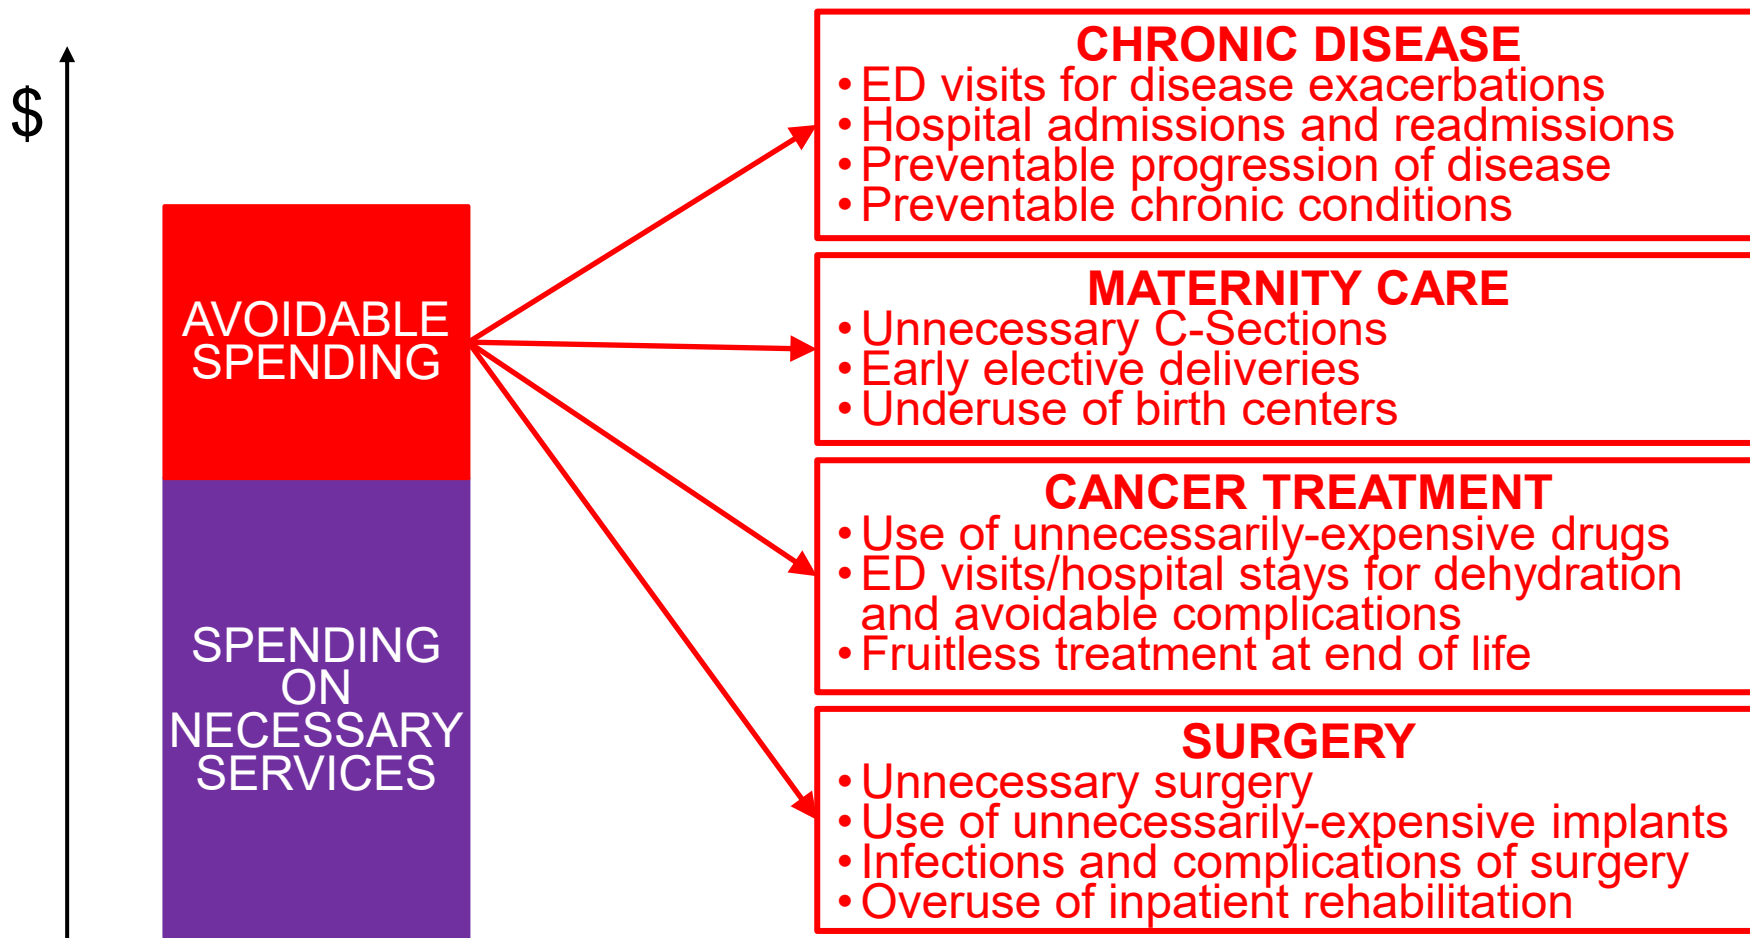 $
AVOIDABLE
SPENDING
SPENDING
ON
NECESSARY
SERVICES
CHRONIC DISEASE
•ED visits for disease exacerbations
•Hospital admissions and readmissions
•Preventable progression of disease
•Preventable chronic conditions
MATERNITY CARE
•Unnecessary C-Sections
•Early elective deliveries
•Underuse of birth centers
CANCER TREATMENT
•Use of unnecessarily-expensive drugs
•ED visits/hospital stays for dehydration
and avoidable complications
•Fruitless treatment at end of life
SURGERY
•Unnecessary surgery
•Use of unnecessarily-expensive implants
•Infections and complications of surgery
•Overuse of inpatient rehabilitation